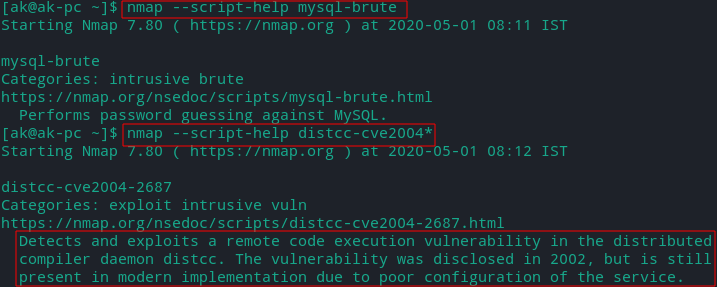 [ak@ak-pc ~]$ nmap --script-help mysql-brute
Starting Nmap 7.80 ( https://nmap.org ) at 2020-05-01 08:11 IST
mysql-brute
Categories: intrusive brute
https://nmap.org/nsedoc/scripts/mysql-brute.html
Performs password guessing against MySQL.
[ak@ak-pc ~]$ nmap --script-help distcc-cve2004*
Starting Nmap 7.80 ( https://nmap.org ) at 2020-05-01 08:12 IST
distcc-cve2004-2687
Categories: exploit intrusive vuln
https://nmap.org/nsedoc/scripts/distcc-cve2004-2687.html
Detects and exploits a remote code execution vulnerability in the distributed
compiler daemon distcc. The vulnerability was disclosed in 2002, but is still
present in modern implementation due to poor configuration of the service.